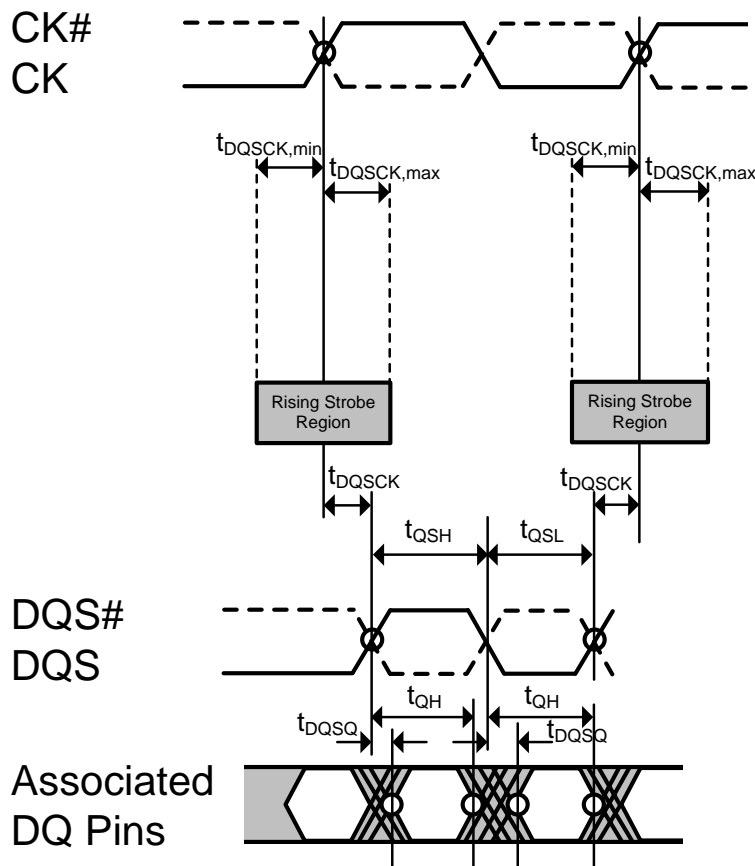 CK#
CK
tDQSCK,min
tDQSCK,max
tDQSCK,min
tDQSCK,max
Rising Strobe
Region
Rising Strobe
Region
tDQSCK
tDQSCK
tQSH
tQSL
DQS#
DQS
tQH
tQH
tDQSQ
tDQSQ
Associated
DQ Pins